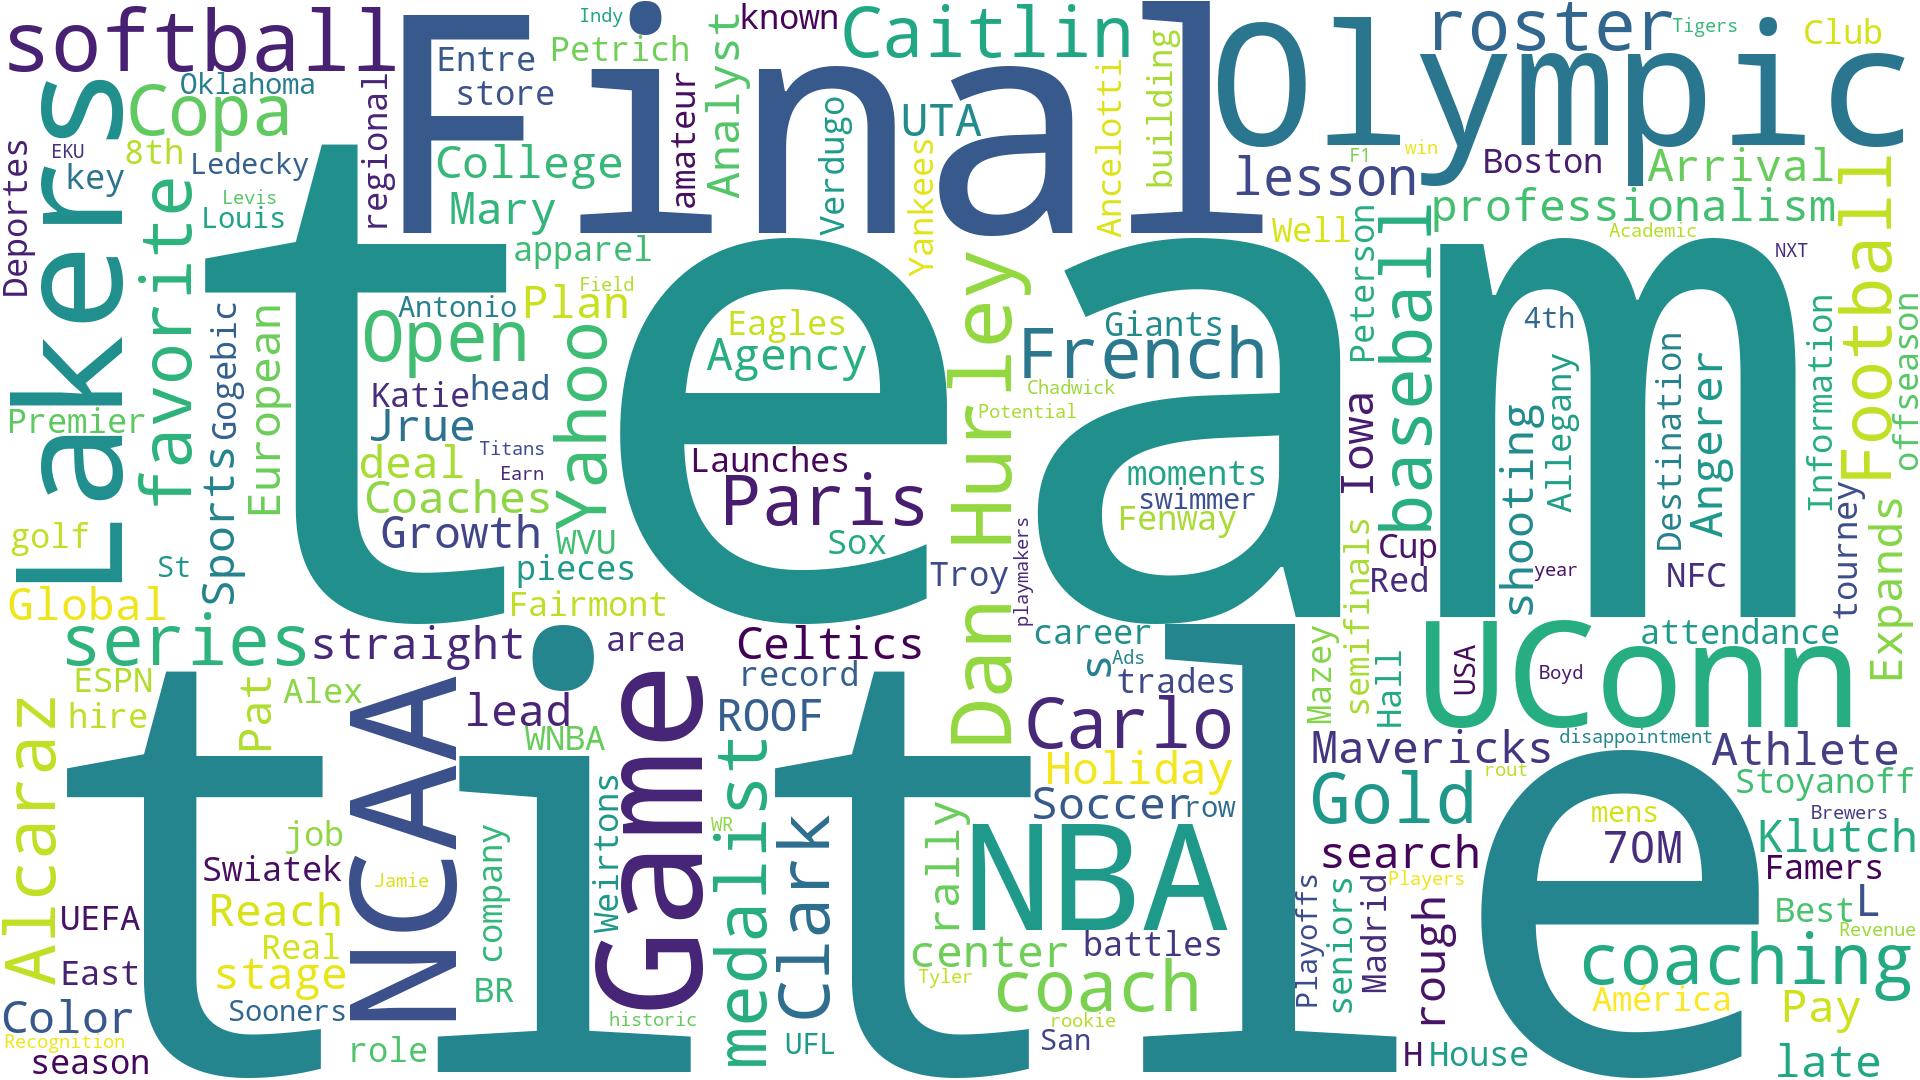 softball
Final
Indy
Petrich
known
Caitlin
Olympic
roster
Tigers
Club
Lakers
Oklahoma
Copa
regional
Entre
store
amateur
Analyst
Verdugo
UTA
Yankees
Ancelotti
building
lesson
F1
win
Boston
Arrival
Football
Deportes
EKU
key
8th
Ledecky
favorite
Levis
Louis
College
Mary
Well
professionalism
Academic
NXT
team
apparel
Field
Antonio
Plan
Open
Yahoo
Eagles
Agency
Dan Hurley
Giants
French
Chadwick
Potential
Peterson
baseball
4th
Destination
Allegany
shooting
Angerer
Information
offseason
Sports
Gogebic
European
Premier
Katie
head
Jrue
Titans
deal
Earn
Coaches
Growth
WVU
pieces
Fairmont
Launches
Paris
Sox
moments
swimmer
Fenway
Iowa
Cup
Red
year
NFC
tourney
Expands
golf
St
Global
Troy
playmakers
semifinals
series
straight
area
Celtics
career
s
Ads
trades
Mazey
Hall
UConn
USA
Boyd
attendance
title
ESPN
hire
Pat
Alex
NCAA
lead
WNBA
Game
record
ROOF
Carlo
Mavericks
disappointment
Athlete
Alcaraz
Holiday
rout
Stoyanoff
Soccer
row
Gold
mens
Brewers
job
company
Weirtons
WR
medalist
Clark
rally
NBA
search
7OM
Klutch
Swiatek
Jamie
Players
Famers
UEFA
Reach
Real
stage
East
Sooners
BR
center
battles
Tyler
coach
Playoffs
seniors
Madrid
rough
Best
L
Revenue
coaching
Color
historic
rookie
América
Pay
Recognition
season
role
UFL
San
H
House
late